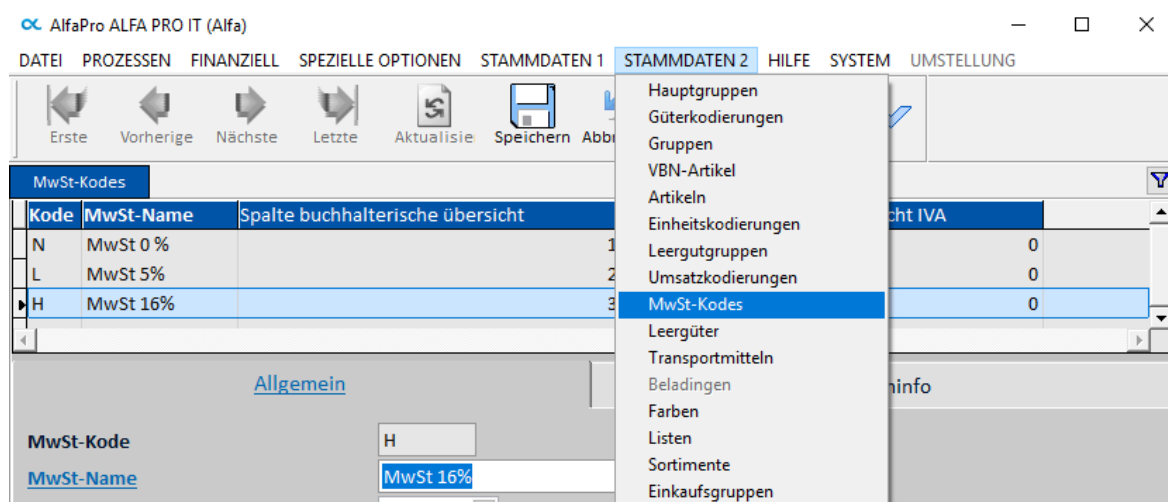 AlfaPro ALFA PRO IT (Alfa)
DATEI PROZESSEN FINANZIELL SPEZIELLE OPTIONEN STAMMDATEN 1 STAMMDATEN 2 HILFE SYSTEM UMSTELLUNG
Erste Vorherige Nächste Letzte Aktualisie Speichern Abbr
Hauptgruppen
Güterkodierungen
Gruppen
VBN-Artikel
Artikeln
Einheitskodierungen
Leergutgruppen
Umsatzkodierungen
MwSt-Kodes
Leergüter
Transportmitteln
Beladingen
Farben
Listen
Sortimente
Einkaufsgruppen
MwSt-Kodes
Kode MwSt-Name Spalte buchhalterische übersicht cht IVA
N MwSt 0 % 1 0
L MwSt 5% 2 0
H MwSt 16% 3 0
Allgemein ninfo
MwSt-Kode H
MwSt-Name MwSt 16%